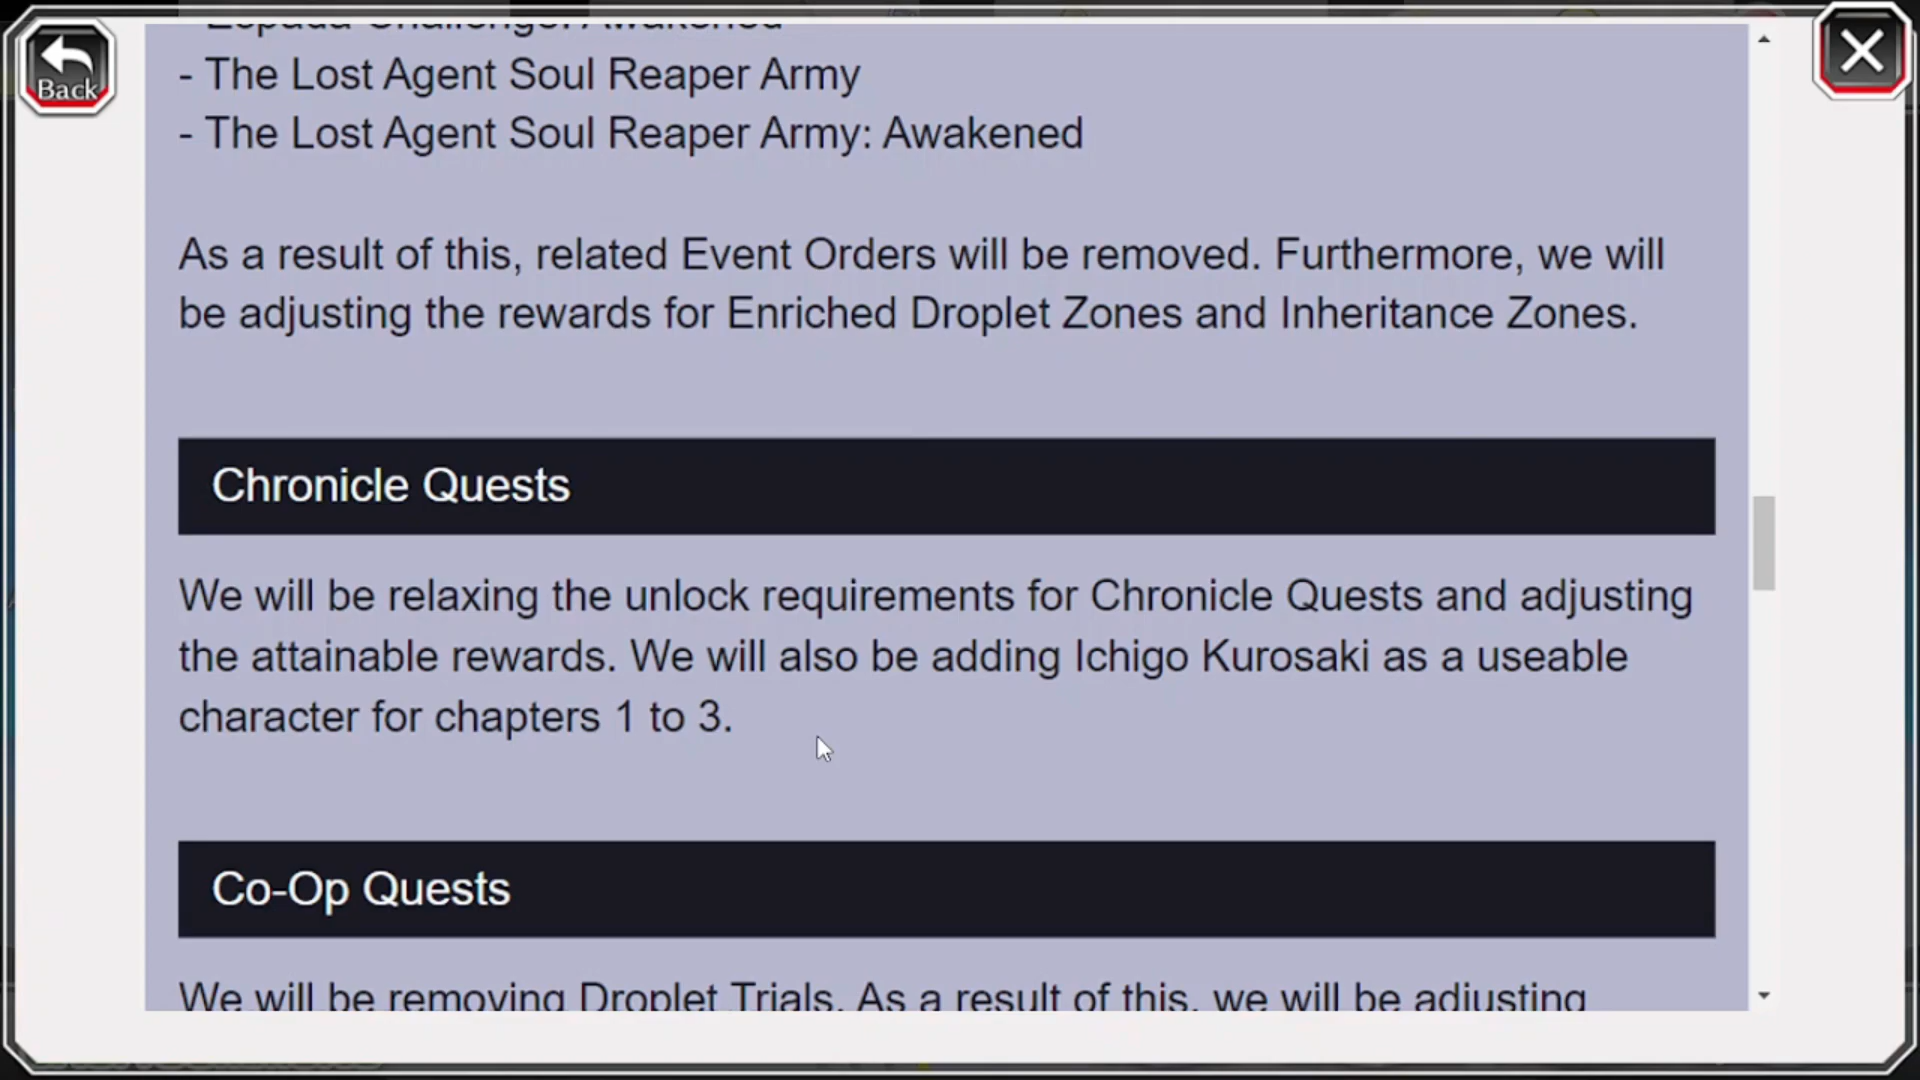 - Espada Challenge: Awakened
Back
- The Lost Agent Soul Reaper Army
- The Lost Agent Soul Reaper Army: Awakened
As a result of this, related Event Orders will be removed. Furthermore, we will
be adjusting the rewards for Enriched Droplet Zones and Inheritance Zones.
Chronicle Quests
We will be relaxing the unlock requirements for Chronicle Quests and adjusting
the attainable rewards. We will also be adding Ichigo Kurosaki as a useable
character for chapters 1 to 3.
Co-Op Quests
We will be removing Droplet Trials. As a result of this, we will be adjusting